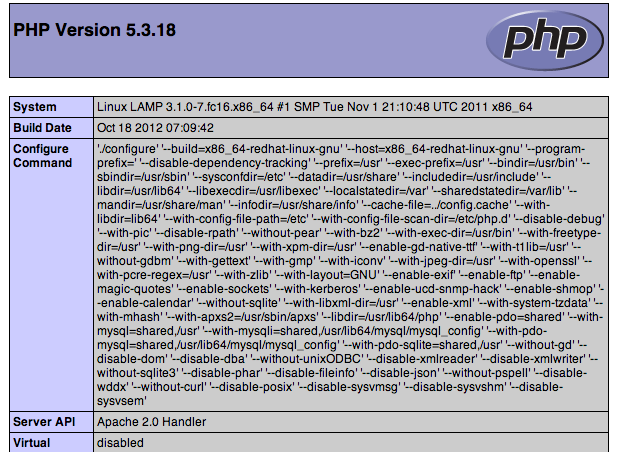 PHP Version 5.3.18
php
System Linux LAMP 3.1.0-7.fc16.x86_64 #1 SMP Tue Nov 1 21:10:48 UTC 2011 x86_64
Build Date Oct 18 2012 07:09:42
Configure Command
'./configure' '--build=x86_64-redhat-linux-gnu' '--host=x86_64-redhat-linux-gnu' '--program-
prefix=' '--disable-dependency-tracking' '--prefix=/usr' '--exec-prefix=/usr' '--bindir=/usr/bin' '--
sbindir=/usr/sbin' '--sysconfdir=/etc' '--datadir=/usr/share' '--includedir=/usr/include' '--
libdir=/usr/lib64' '--libexecdir=/usr/libexec' '--localstatedir=/var' '--sharedstatedir=/var/lib' '--
mandir=/usr/share/man' '--infodir=/usr/share/info' '--cache-file=../config.cache' '--with-
libdir=lib64' '--with-config-file-path=/etc' '--with-config-file-scan-dir=/etc/php.d' '--disable-debug'
'--with-pic' '--disable-rpath' '--without-pear' '--with-bz2' '--with-exec-dir=/usr/bin' '--with-freetype-
dir=/usr' '--with-png-dir=/usr' '--with-xpm-dir=/usr' '--enable-gd-native-ttf' '--with-t1lib=/usr' '--
without-gdbm' '--with-gettext' '--with-gmp' '--with-iconv' '--with-jpeg-dir=/usr' '--with-openssl' '--
with-pcre-regex=/usr' '--with-zlib' '--with-layout=GNU' '--enable-exif' '--enable-ftp' '--enable-
magic-quotes' '--enable-sockets' '--with-kerberos' '--enable-ucd-snmp-hack' '--enable-shmop' '-
-enable-calendar' '--without-sqlite' '--with-libxml-dir=/usr' '--enable-xml' '--with-system-tzdata' '--
with-mhash' '--with-apxs2=/usr/sbin/apxs' '--libdir=/usr/lib64/php' '--enable-pdo=shared' '--with-
mysql=shared,/usr' '--with-mysqli=shared,/usr/lib64/mysql/mysql_config' '--with-pdo-
mysql=shared,/usr/lib64/mysql/mysql_config' '--with-pdo-sqlite=shared,/usr' '--without-gd' '--
disable-dom' '--disable-dba' '--without-unixODBC' '--disable-xmlreader' '--disable-xmlwriter' '--
without-sqlite3' '--disable-phar' '--disable-fileinfo' '--disable-json' '--without-pspell' '--disable-
wddx' '--without-curl' '--disable-posix' '--disable-sysvmsg' '--disable-sysvshm' '--disable-
sysvsem'
Server API Apache 2.0 Handler
Virtual disabled